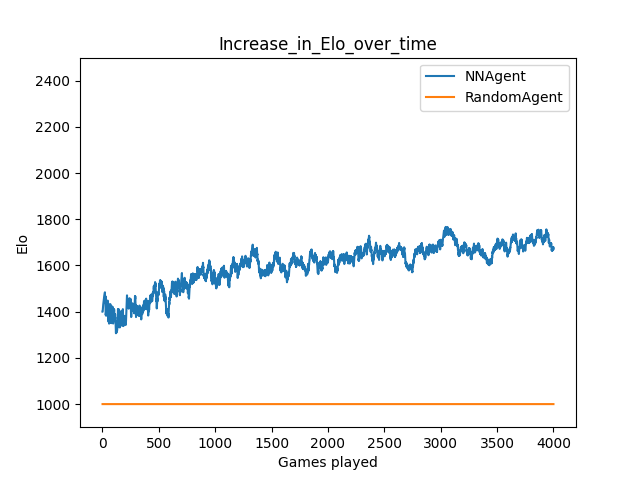 Increase_in_Elo_over_time
NNAgent
RandomAgent
2400
2200
2000
1800
1600
1400
1200
1000
Elo
0 500 1000 1500 2000 2500 3000 3500 4000
Games played